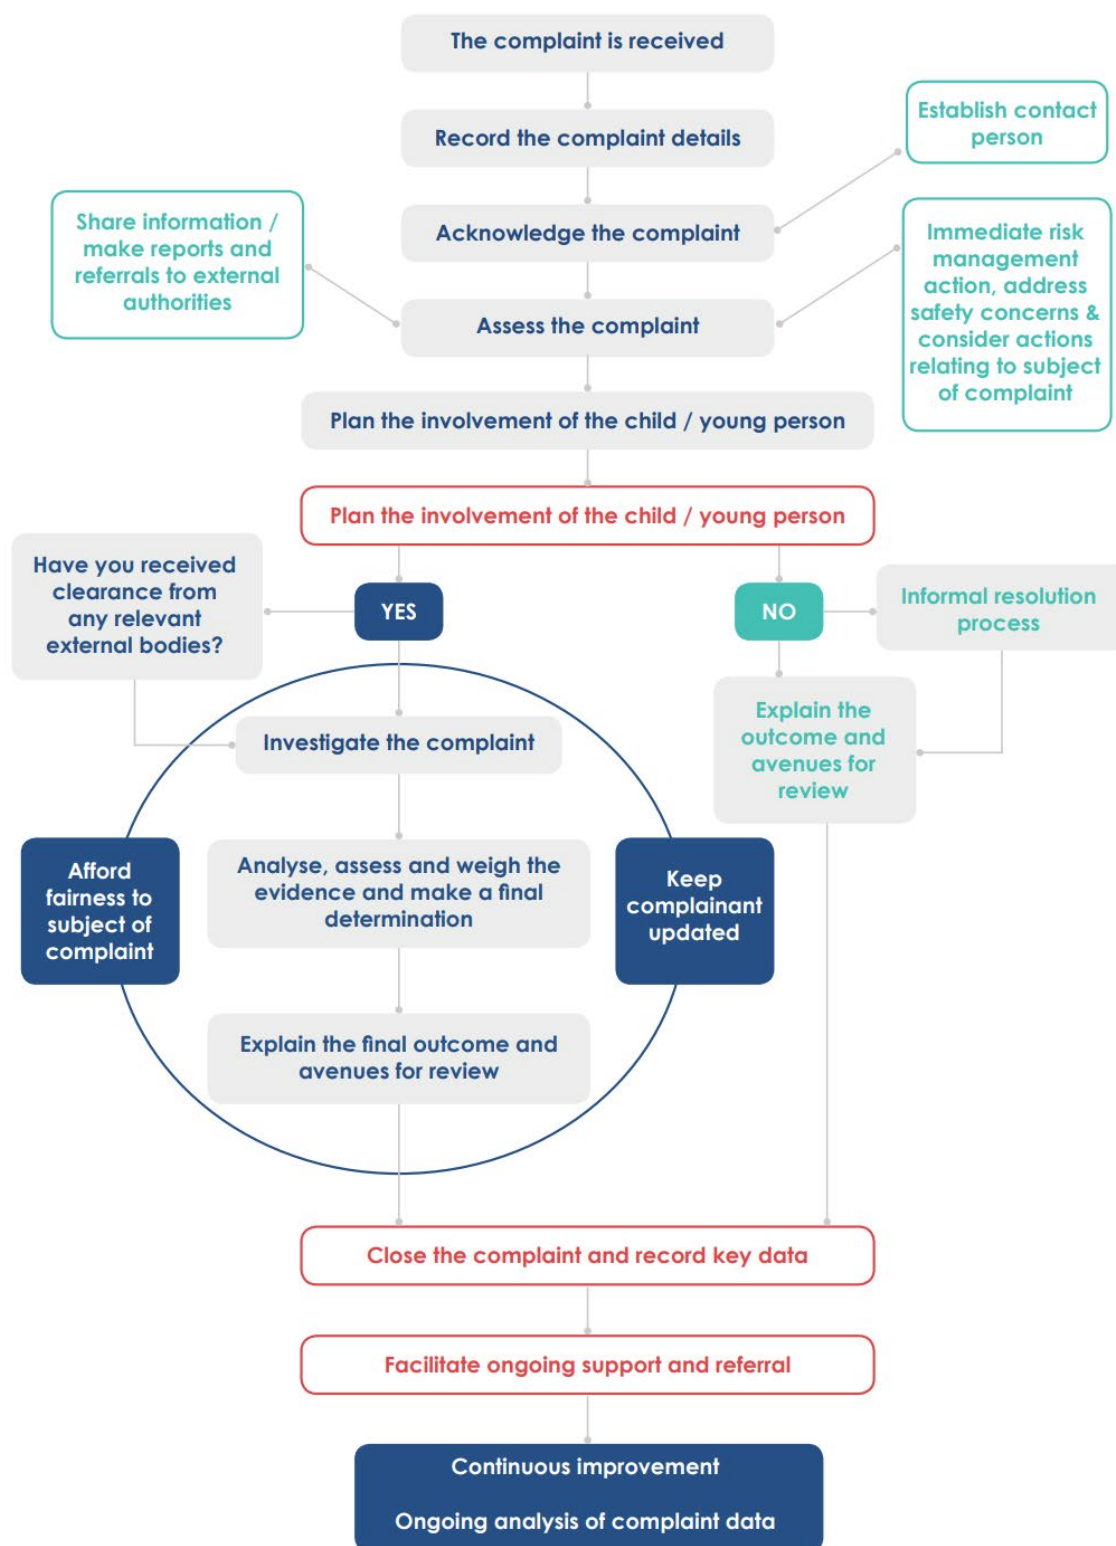 The complaint is received
Record the complaint details
Establish contact
person
Acknowledge the complaint
Share information /
make reports and
referrals to external
authorities
Immediate risk
management
action, address
safety concerns &
consider actions
relating to subject
of complaint
Assess the complaint
Plan the involvement of the child / young person
Plan the involvement of the child / young person
Have you received
clearance from
any relevant
external bodies?
YES
NO
Informal resolution
process
Investigate the complaint
Explain the
outcome and
avenues for
review
Afford
fairness to
subject of
complaint
Analyse, assess and weigh the
evidence and make a final
determination
Keep
complainant
updated
Explain the final outcome and
avenues for review
Close the complaint and record key data
Facilitate ongoing support and referral
Continuous improvement
Ongoing analysis of complaint data